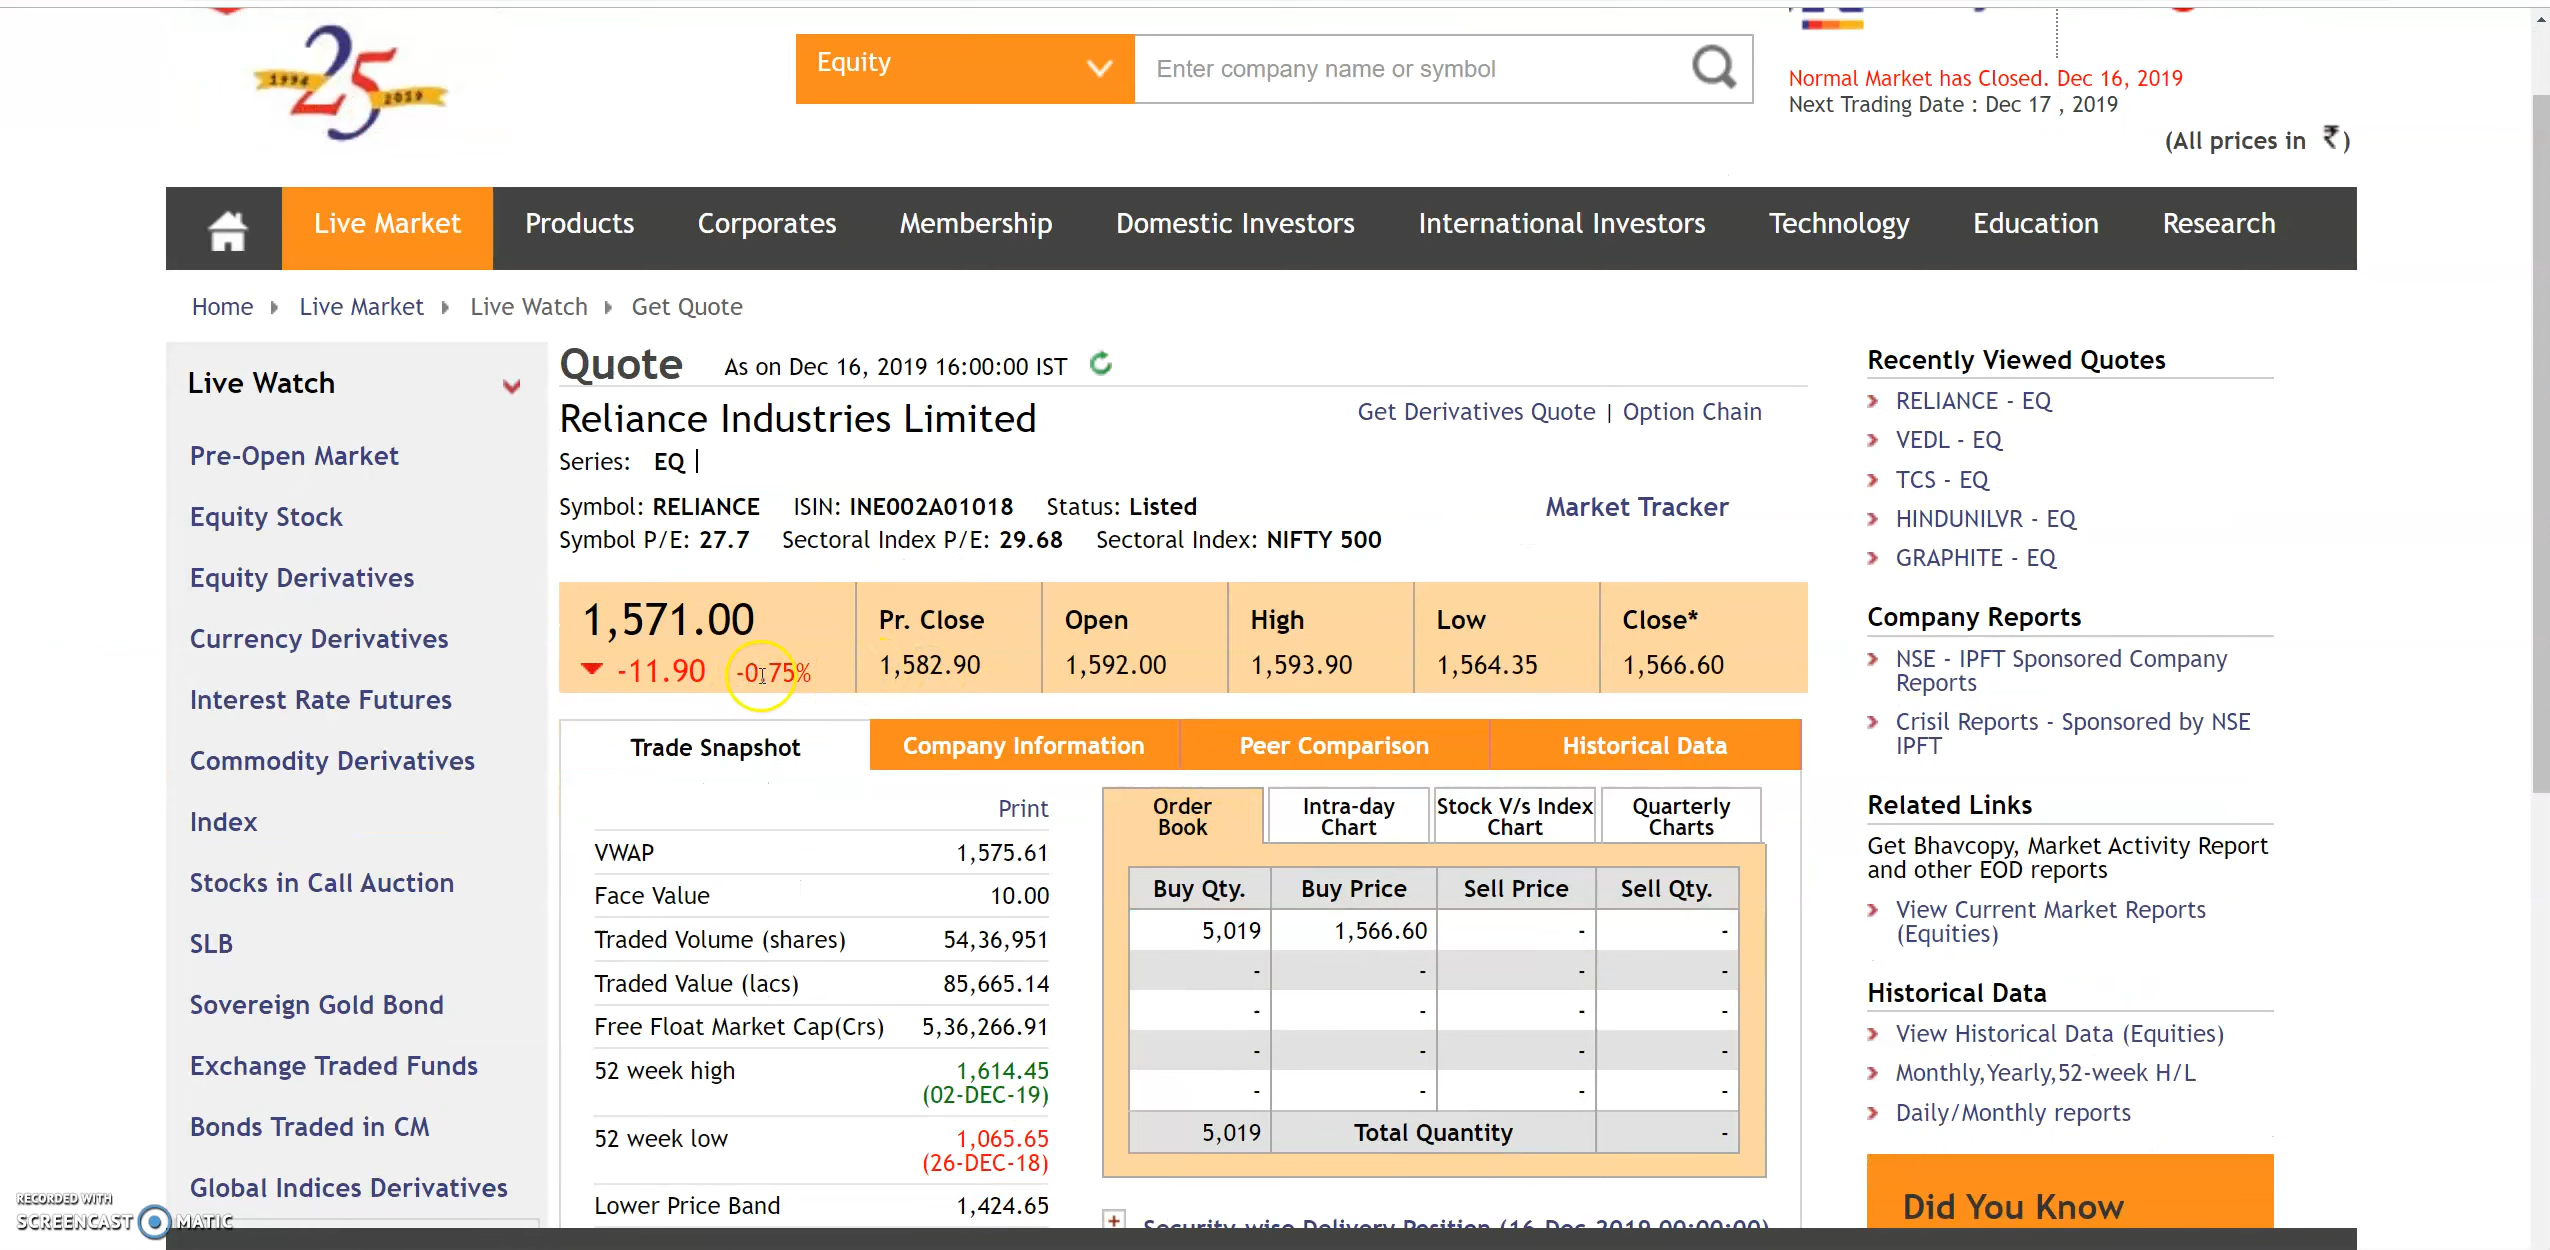 1994 25 2019
Equity
Enter company name or symbol
Normal Market has Closed. Dec 16, 2019
Next Trading Date : Dec 17 , 2019
(All prices in ₹)
Live Market Products Corporates Membership Domestic Investors International Investors Technology Education Research
Home Live Market Live Watch Get Quote
Live Watch
Pre-Open Market
Equity Stock
Equity Derivatives
Currency Derivatives
Interest Rate Futures
Commodity Derivatives
Index
Stocks in Call Auction
SLB
Sovereign Gold Bond
Exchange Traded Funds
Bonds Traded in CM
Global Indices Derivatives
Quote As on Dec 16, 2019 16:00:00 IST
Reliance Industries Limited
Get Derivatives Quote | Option Chain
Series: EQ |
Symbol: RELIANCE ISIN: INE002A01018 Status: Listed
Market Tracker
Symbol P/E: 27.7 Sectoral Index P/E: 29.68 Sectoral Index: NIFTY 500
1,571.00 Pr. Close Open High Low Close*
-11.90 -0.75% 1,582.90 1,592.00 1,593.90 1,564.35 1,566.60
Trade Snapshot Company Information Peer Comparison Historical Data
Print
VWAP 1,575.61
Face Value 10.00
Traded Volume (shares) 54,36,951
Traded Value (lacs) 85,665.14
Free Float Market Cap(Crs) 5,36,266.91
52 week high 1,614.45
(02-DEC-19)
52 week low 1,065.65
(26-DEC-18)
Lower Price Band 1,424.65
Order Book
Intra-day Chart
Stock V/s Index Chart
Quarterly Charts
Buy Qty. Buy Price Sell Price Sell Qty.
5,019 1,566.60 - -
- - - -
- - - -
- - - -
- - - -
5,019 Total Quantity -
Security-wise Delivery Position (16-Dec-2019 00:00:00)
Recently Viewed Quotes
RELIANCE - EQ
VEDL - EQ
TCS - EQ
HINDUNILVR - EQ
GRAPHITE - EQ
Company Reports
NSE - IPFT Sponsored Company
Reports
Crisil Reports - Sponsored by NSE
IPFT
Related Links
Get Bhavcopy, Market Activity Report
and other EOD reports
View Current Market Reports
(Equities)
Historical Data
View Historical Data (Equities)
Monthly,Yearly,52-week H/L
Daily/Monthly reports
Did You Know
RECORDED WITH
SCREENCAST MATIC